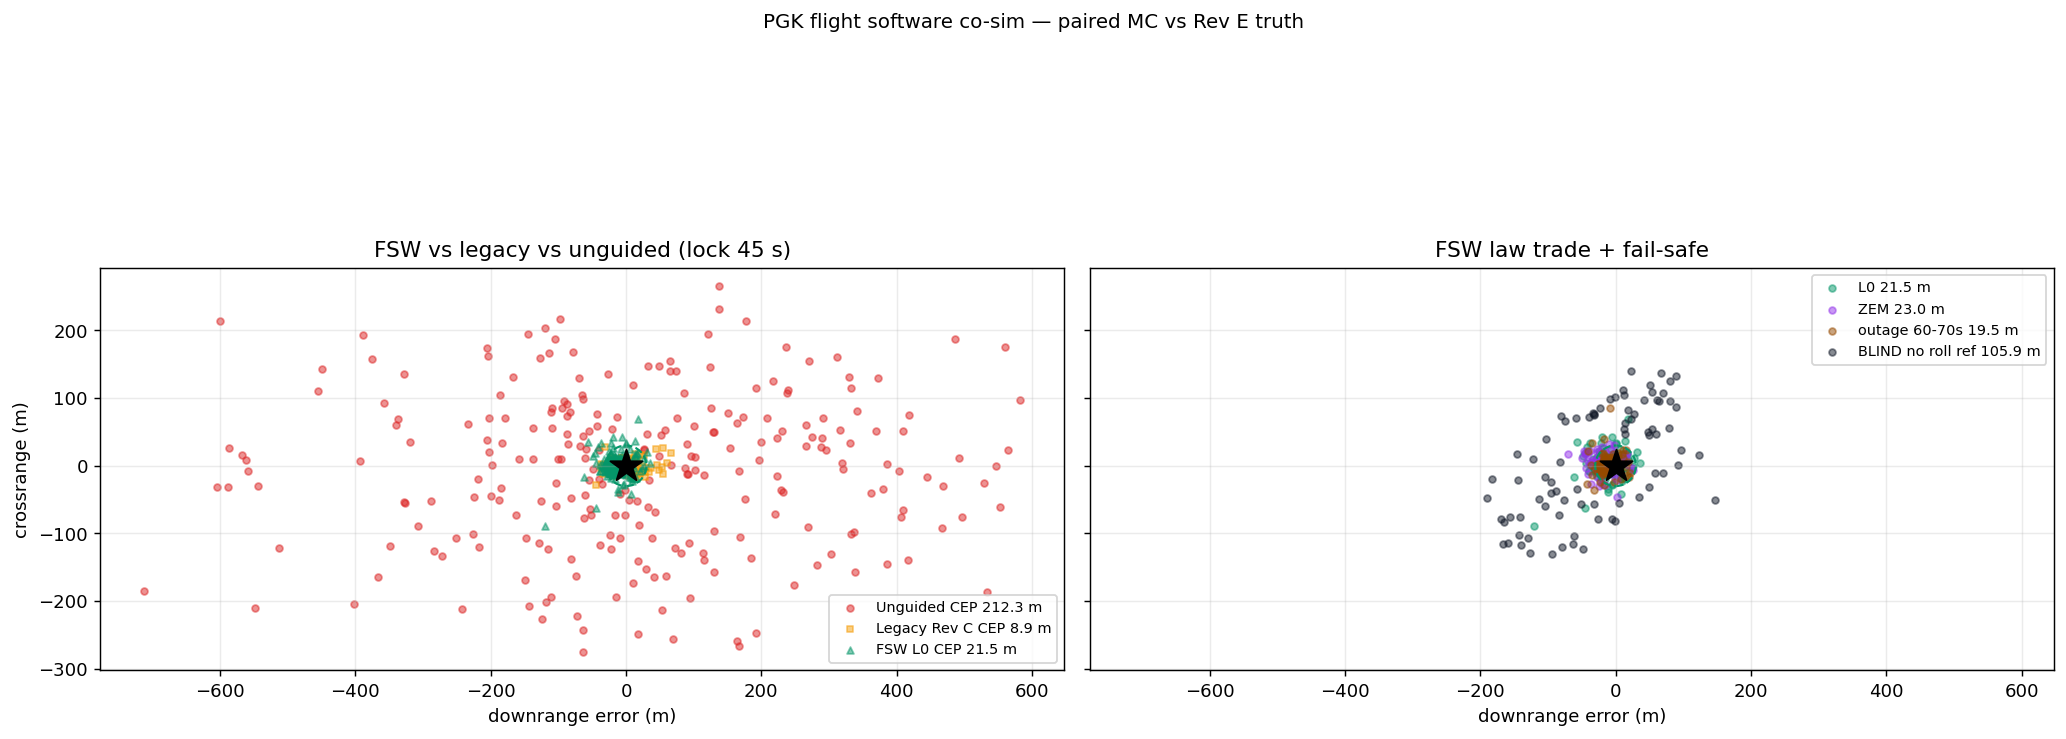 PGK flight software co-sim — paired MC vs Rev E truth
FSW vs legacy vs unguided (lock 45 s)
crossrange (m)
200
100
0
−100
−200
−300
Unguided CEP 212.3 m
Legacy Rev C CEP 8.9 m
FSW L0 CEP 21.5 m
−600 −400 −200 0 200 400 600
downrange error (m)
FSW law trade + fail-safe
L0 21.5 m
ZEM 23.0 m
outage 60-70s 19.5 m
BLIND no roll ref 105.9 m
−600 −400 −200 0 200 400 600
downrange error (m)